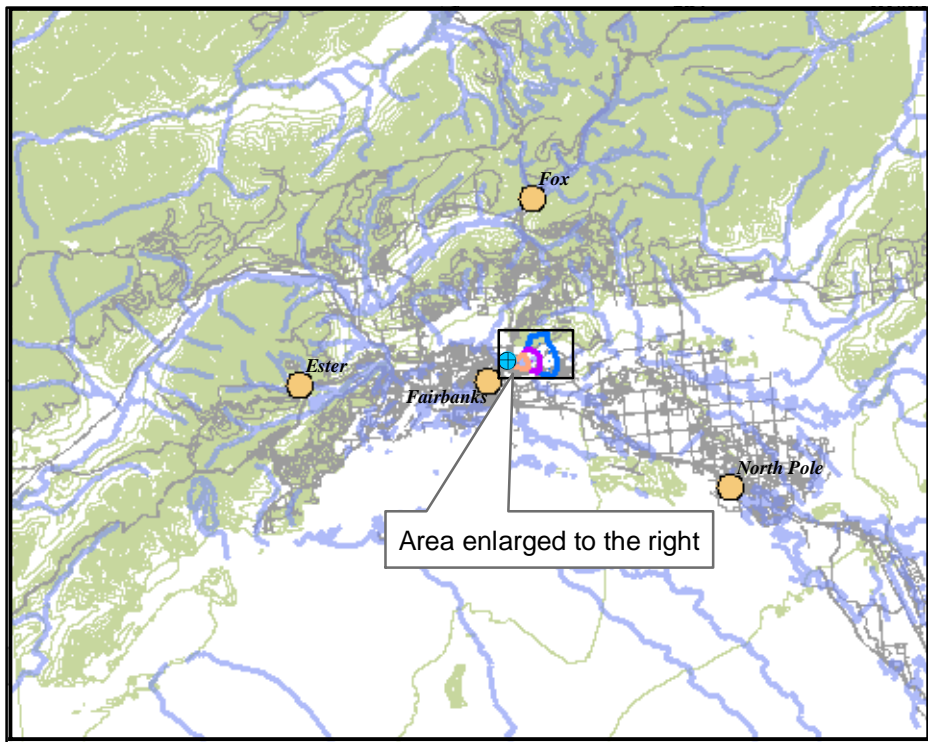 Fox
Ester
Fairbanks
North Pole
Area enlarged to the right